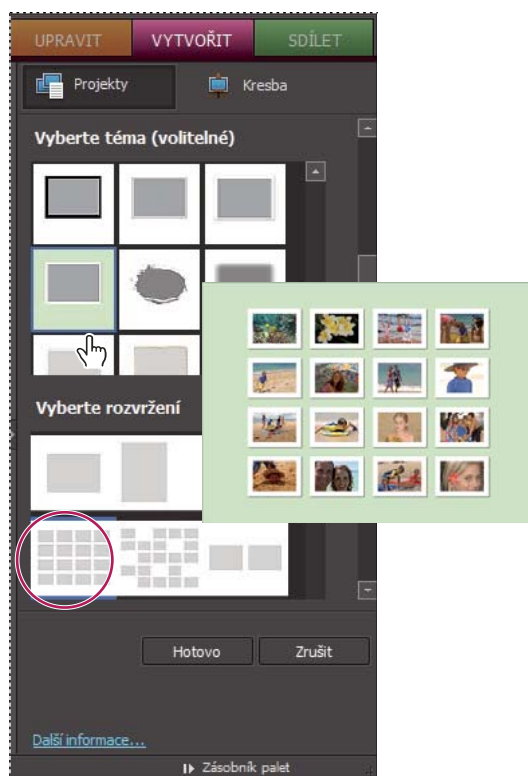 UPRAVIT VYTVOŘIT SDÍLET
Projekty Kresba
Vyberte téma (volitelné)
Vyberte rozvržení
Hotovo Zrušit
Další informace...
Zásobník palet